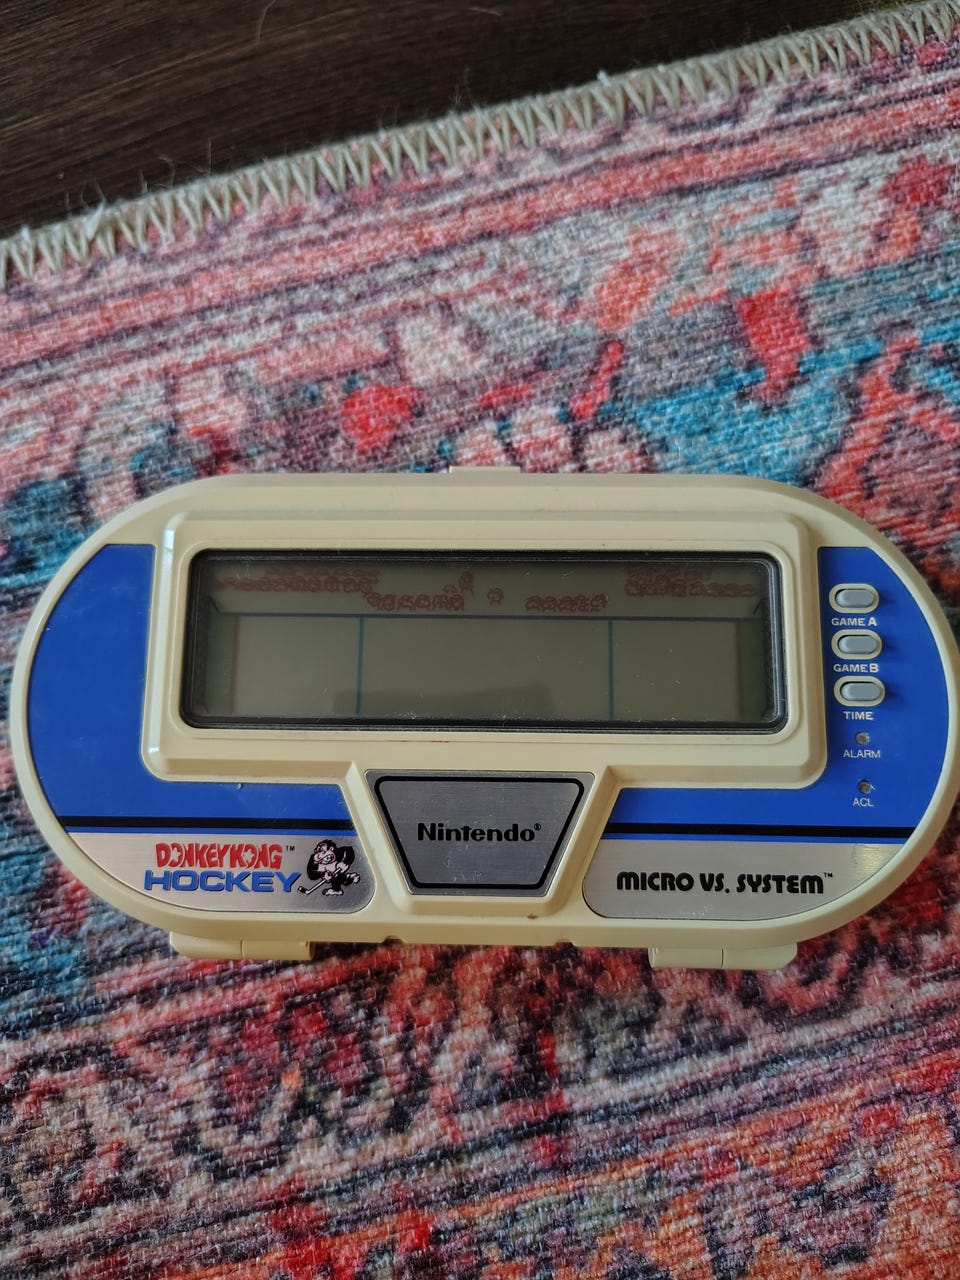 GAME A
GAME B
TIME
ALARM
ACL
Nintendo®
DONKEY KONG™
HOCKEY
MICRO VS. SYSTEM™